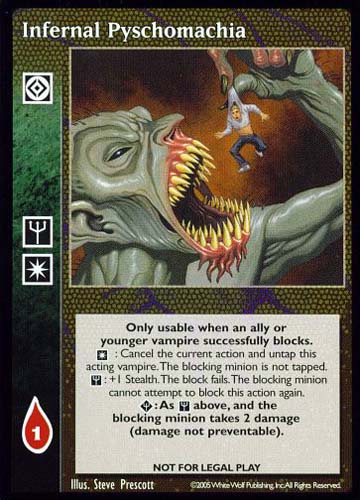 Infernal Pyschomachia
Only usable when an ally or
younger vampire successfully blocks.
: Cancel the current action and untap this
acting vampire. The blocking minion is not tapped.
: +1 Stealth. The block fails. The blocking minion
cannot attempt to block this action again.
: As above, and the
blocking minion takes 2 damage
(damage not preventable).
1
NOT FOR LEGAL PLAY
©2005 White Wolf Publishing, Inc. All Rights Reserved.
Illus. Steve Prescott